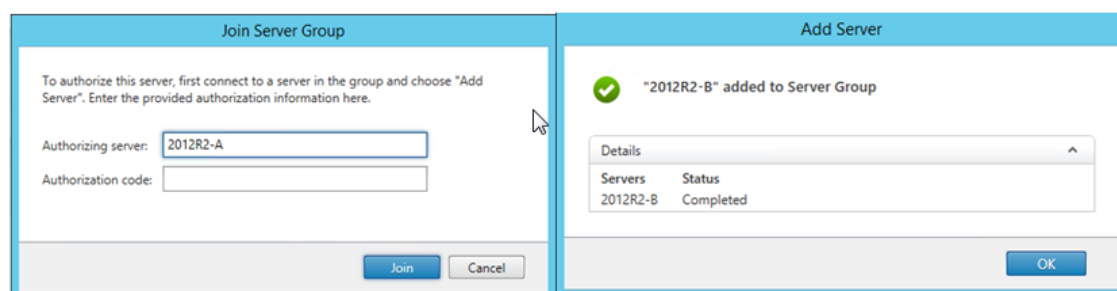 Join Server Group
To authorize this server, first connect to a server in the group and choose "Add
Server". Enter the provided authorization information here.
Authorizing server: 2012R2-A
Authorization code:
Join Cancel
Add Server
"2012R2-B" added to Server Group
Details
Servers Status
2012R2-B Completed
OK